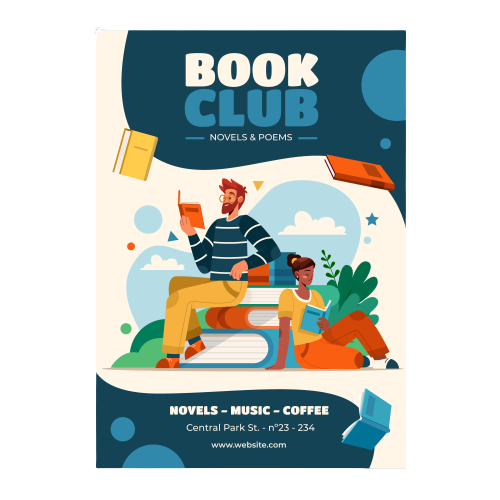 BOOK
CLUB
NOVELS & POEMS
NOVELS – MUSIC – COFFEE
Central Park St. - nº23 - 234
www.website.com